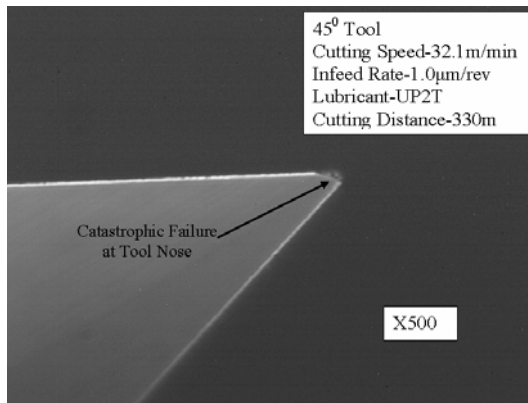 45⁰ Tool
Cutting Speed-32.1m/min
Infeed Rate-1.0μm/rev
Lubricant-UP2T
Cutting Distance-330m
Catastrophic Failure
at Tool Nose
X500